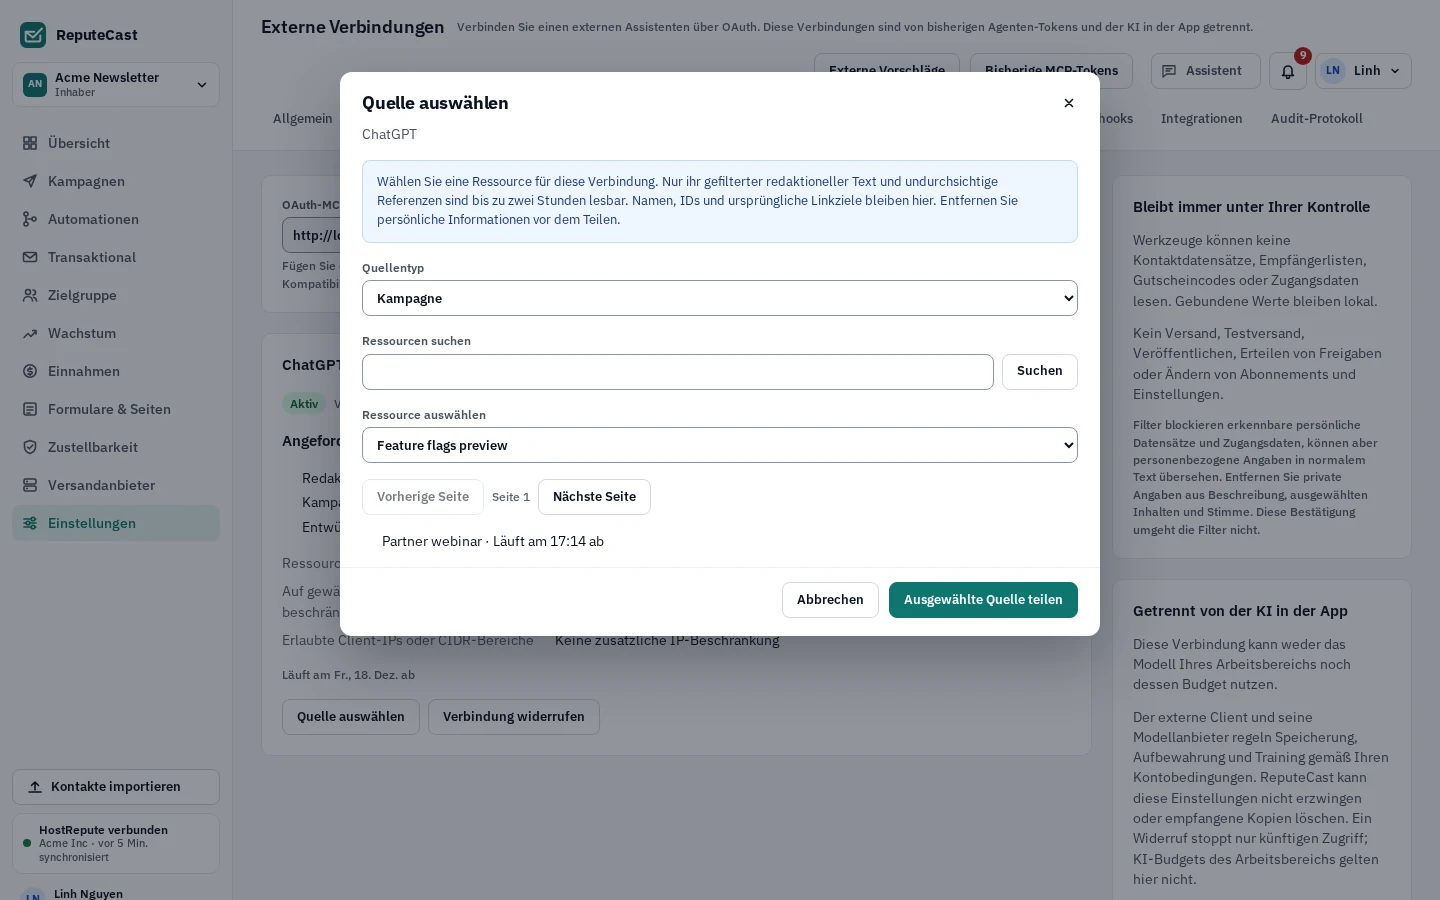 ReputeCast
AN
Acme Newsletter
Inhaber
Übersicht
Kampagnen
Automationen
Transaktional
Zielgruppe
Wachstum
Einnahmen
Formulare & Seiten
Zustellbarkeit
Versandanbieter
Einstellungen
Kontakte importieren
HostRepute verbunden
Acme Inc · vor 5 Min.
synchronisiert
LN
Linh Nguyen
Externe Verbindungen
Verbinden Sie einen externen Assistenten über OAuth. Diese Verbindungen sind von bisherigen Agenten-Tokens und der KI in der App getrennt.
Externe Vorschläge
Bisherige MCP-Tokens
Assistent
9
LN
Linh
Allgemein
hooks
Integrationen
Audit-Protokoll
OAuth-MC
http://lo
Fügen Sie
Kompatibi
ChatGPT
Aktiv
Angeford
Redak
Kampa
Entwü
Ressourc
Auf gewä
beschrän
Erlaubte Client-IPs oder CIDR-Bereiche
Keine zusätzliche IP-Beschränkung
Läuft am Fr., 18. Dez. ab
Quelle auswählen
Verbindung widerrufen
Quelle auswählen
ChatGPT
Wählen Sie eine Ressource für diese Verbindung. Nur ihr gefilterter redaktioneller Text und undurchsichtige
Referenzen sind bis zu zwei Stunden lesbar. Namen, IDs und ursprüngliche Linkziele bleiben hier. Entfernen Sie
persönliche Informationen vor dem Teilen.
Quellentyp
Kampagne
Ressourcen suchen
Suchen
Ressource auswählen
Feature flags preview
Vorherige Seite
Seite 1
Nächste Seite
Partner webinar · Läuft am 17:14 ab
Abbrechen
Ausgewählte Quelle teilen
Bleibt immer unter Ihrer Kontrolle
Werkzeuge können keine
Kontaktdatensätze, Empfängerlisten,
Gutscheincodes oder Zugangsdaten
lesen. Gebundene Werte bleiben lokal.
Kein Versand, Testversand,
Veröffentlichen, Erteilen von Freigaben
oder Ändern von Abonnements und
Einstellungen.
Filter blockieren erkennbare persönliche
Datensätze und Zugangsdaten, können aber
personenbezogene Angaben in normalem
Text übersehen. Entfernen Sie private
Angaben aus Beschreibung, ausgewählten
Inhalten und Stimme. Diese Bestätigung
umgeht die Filter nicht.
Getrennt von der KI in der App
Diese Verbindung kann weder das
Modell Ihres Arbeitsbereichs noch
dessen Budget nutzen.
Der externe Client und seine
Modellanbieter regeln Speicherung,
Aufbewahrung und Training gemäß Ihren
Kontobedingungen. ReputeCast kann
diese Einstellungen nicht erzwingen
oder empfangene Kopien löschen. Ein
Widerruf stoppt nur künftigen Zugriff;
KI-Budgets des Arbeitsbereichs gelten
hier nicht.